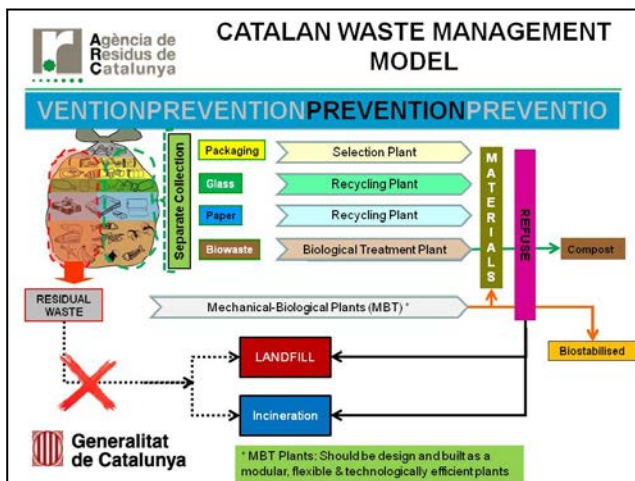 Agència de
Residus de
Catalunya
CATALAN WASTE MANAGEMENT
MODEL
VENTIONPREVENTIONPREVENTIONPREVENTIO
Separate Collection
Packaging
Selection Plant
Glass
Recycling Plant
Paper
Recycling Plant
Biowaste
Biological Treatment Plant
MATERIALS
REFUSE
Compost
RESIDUAL
WASTE
Mechanical-Biological Plants (MBT) *
Biostabilised
LANDFILL
Incineration
Generalitat
de Catalunya
* MBT Plants: Should be design and built as a
modular, flexible & technologically efficient plants